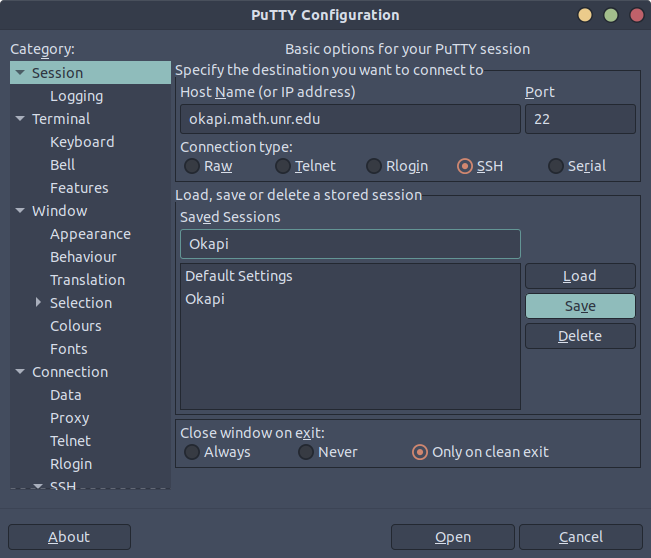 PuTTY Configuration
Category:
Session
Logging
Terminal
Keyboard
Bell
Features
Window
Appearance
Behaviour
Translation
Selection
Colours
Fonts
Connection
Data
Proxy
Telnet
Rlogin
SSH
Basic options for your PuTTY session
Specify the destination you want to connect to
Host Name (or IP address) Port
okapi.math.unr.edu 22
Connection type:
Raw Telnet Rlogin SSH Serial
Load, save or delete a stored session
Saved Sessions
Okapi
Default Settings
Okapi
Load
Save
Delete
Close window on exit:
Always Never Only on clean exit
About Open Cancel